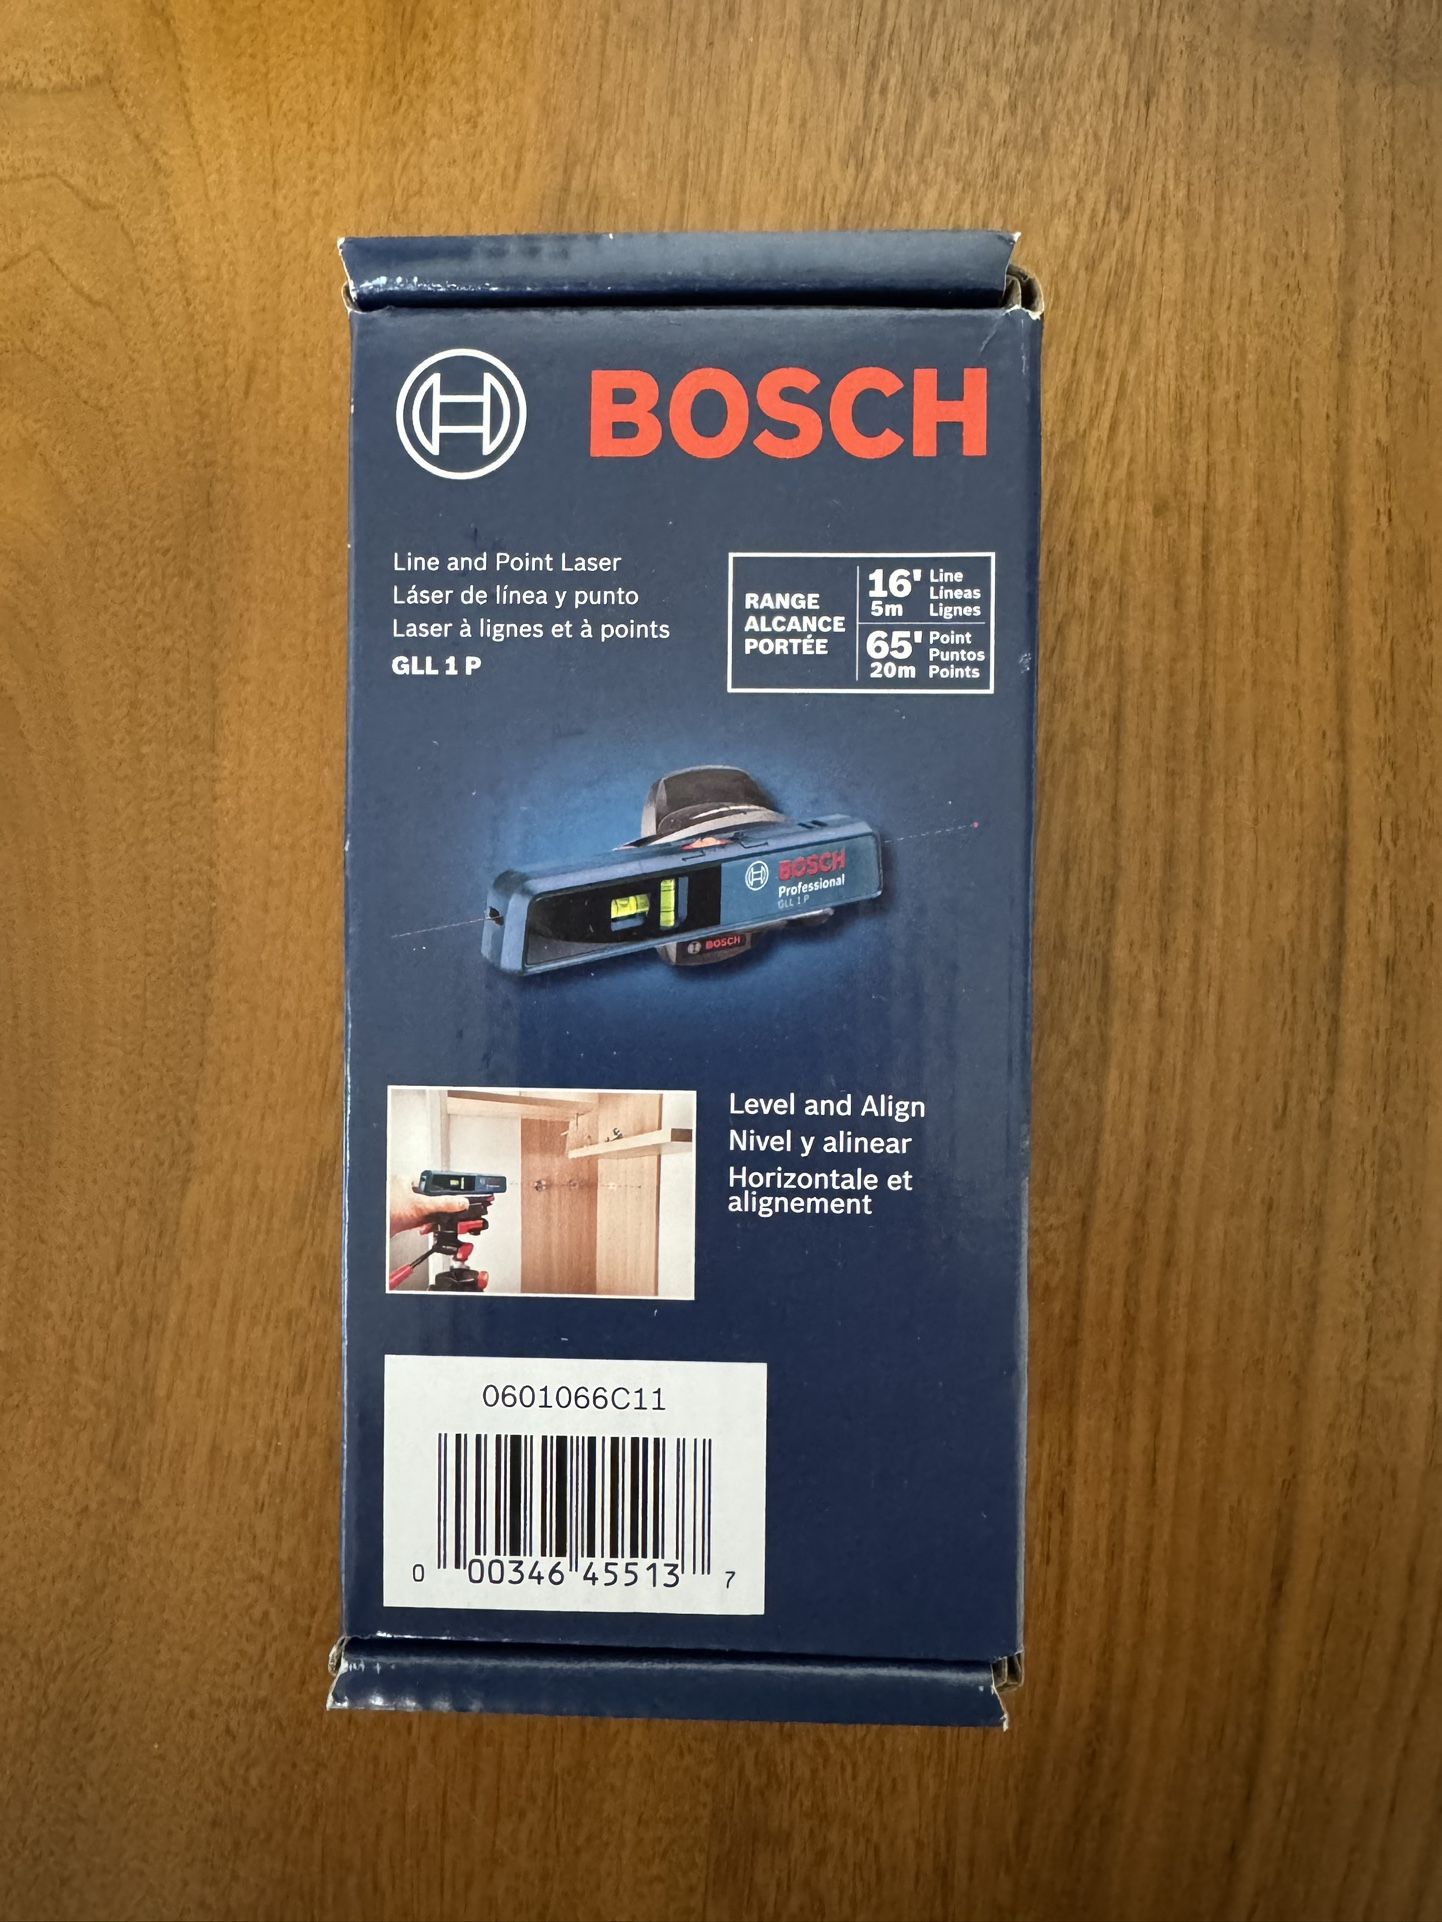 BOSCH
Line and Point Laser
Láser de línea y punto
Laser à lignes et à points
GLL 1 P
RANGE
ALCANCE
PORTÉE
16' Line
Líneas
5m Lignes
65' Point
Puntos
20m Points
BOSCH
Professional
GLL 1 P
BOSCH
Level and Align
Nivel y alinear
Horizontale et
alignement
0601066C11
0 00346 45513 7